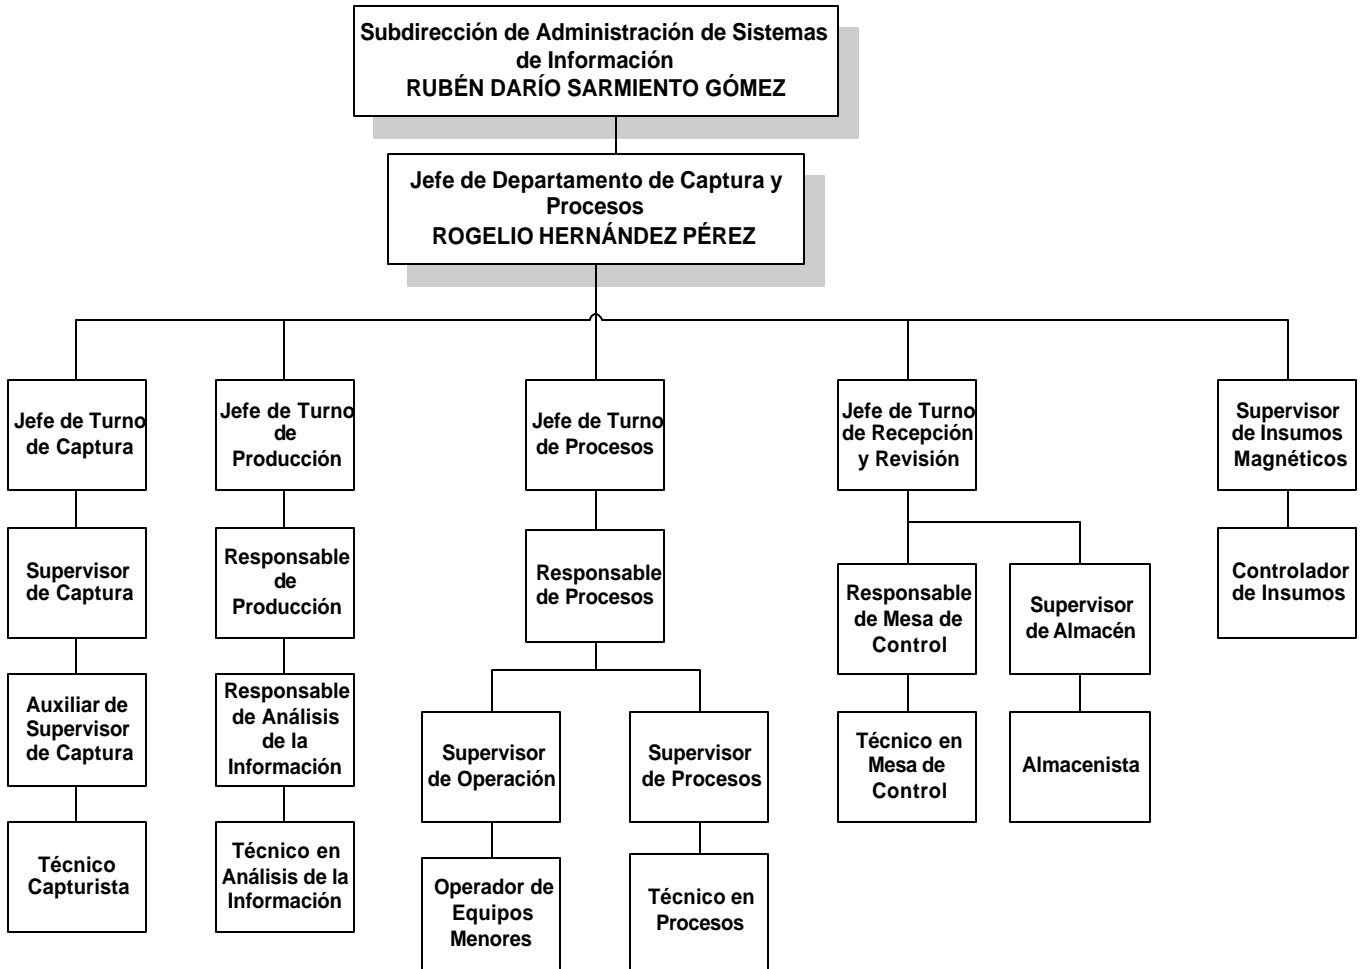 Subdirección de Administración de Sistemas
de Información
RUBÉN DARÍO SARMIENTO GÓMEZ
Jefe de Departamento de Captura y
Procesos
ROGELIO HERNÁNDEZ PÉREZ
Jefe de Turno
de Captura
Jefe de Turno
de
Producción
Jefe de Turno
de Procesos
Jefe de Turno
de Recepción
y Revisión
Supervisor
de Insumos
Magnéticos
Supervisor
de Captura
Responsable
de
Producción
Responsable
de Procesos
Responsable
de Mesa de
Control
Supervisor
de Almacén
Controlador
de Insumos
Auxiliar de
Supervisor
de Captura
Responsable
de Análisis
de la
Información
Supervisor
de Operación
Supervisor
de Procesos
Técnico en
Mesa de
Control
Almacenista
Técnico
Capturista
Técnico en
Análisis de la
Información
Operador de
Equipos
Menores
Técnico en
Procesos